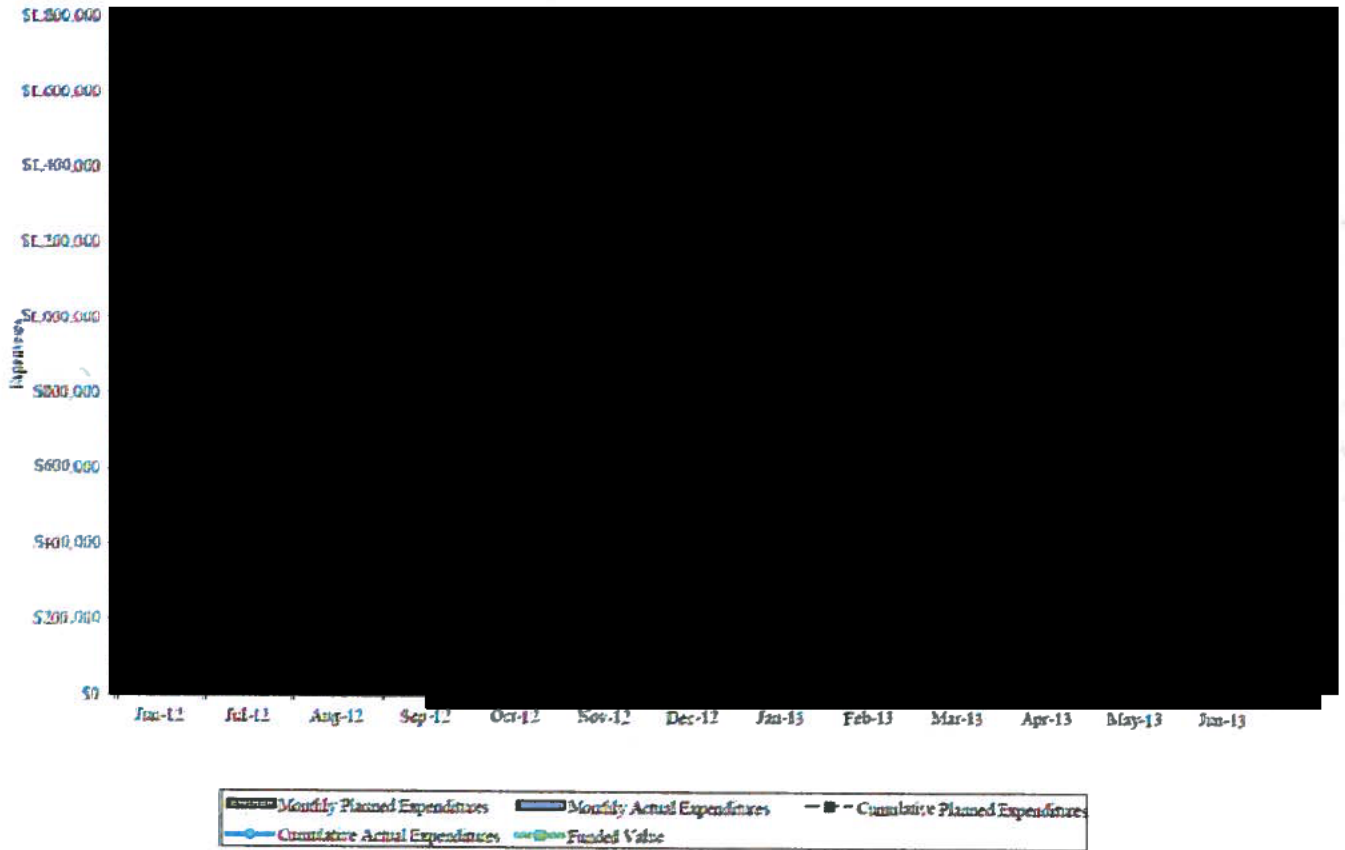 $1,800,000
$1,600,000
$1,400,000
$1,200,000
$1,000,000
Expenses
$800,000
$600,000
$400,000
$200,000
$0
Jun-12 Jul-12 Aug-12 Sep-12 Oct-12 Nov-12 Dec-12 Jan-13 Feb-13 Mar-13 Apr-13 May-13 Jun-13
Monthly Planned Expenditures Monthly Actual Expenditures Cumulative Planned Expenditures
Cumulative Actual Expenditures Funded Value